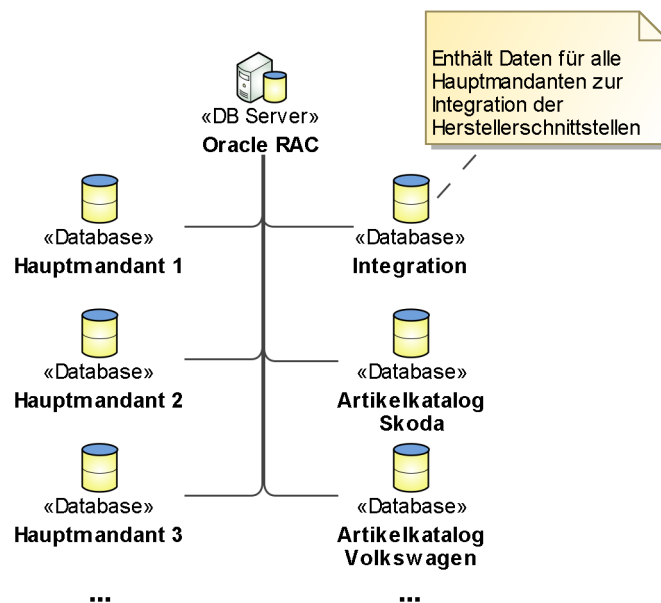 Enthält Daten für alle
Hauptmandanten zur
Integration der
Herstellerschnittstellen
«DB Server»
Oracle RAC
«Database»
Hauptmandant 1
«Database»
Integration
«Database»
Hauptmandant 2
«Database»
Artikelkatalog
Skoda
«Database»
Hauptmandant 3
«Database»
Artikelkatalog
Volkswagen
...
...